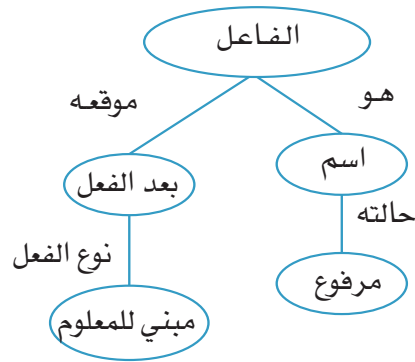 الفاعل
هو
موقعه
اسم
بعد الفعل
حالته
نوع الفعل
مرفوع
مبني للمعلوم